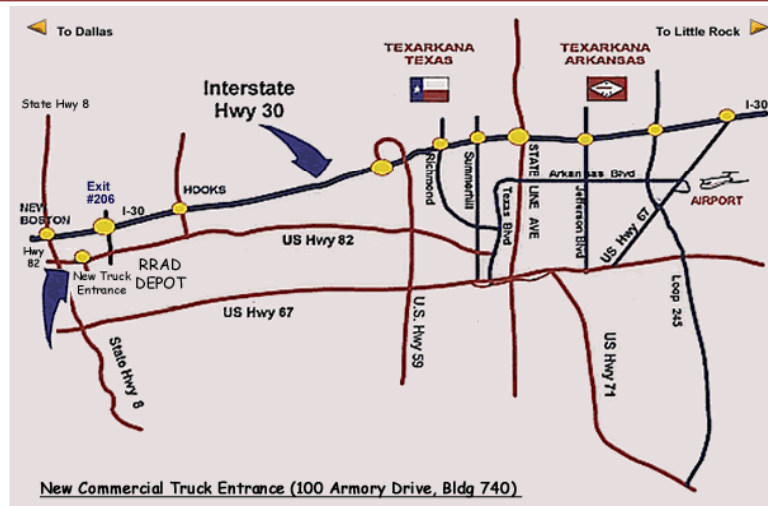 To Dallas
To Little Rock
TEXARKANA
TEXAS
TEXARKANA
ARKANSAS
Interstate
Hwy 30
State Hwy 8
I-30
Richmond
Summerhill
STATE LINE AVE
Texas Blvd
Arkansas Blvd
Jefferson Blvd
US Hwy 67
AIRPORT
Exit
#206
HOOKS
NEW
BOSTON
I-30
Hwy
82
US Hwy 82
New Truck
Entrance
RRAD
DEPOT
US Hwy 67
U.S. Hwy 59
Loop 245
US Hwy 71
State Hwy 8
New Commercial Truck Entrance (100 Armory Drive, Bldg 740)